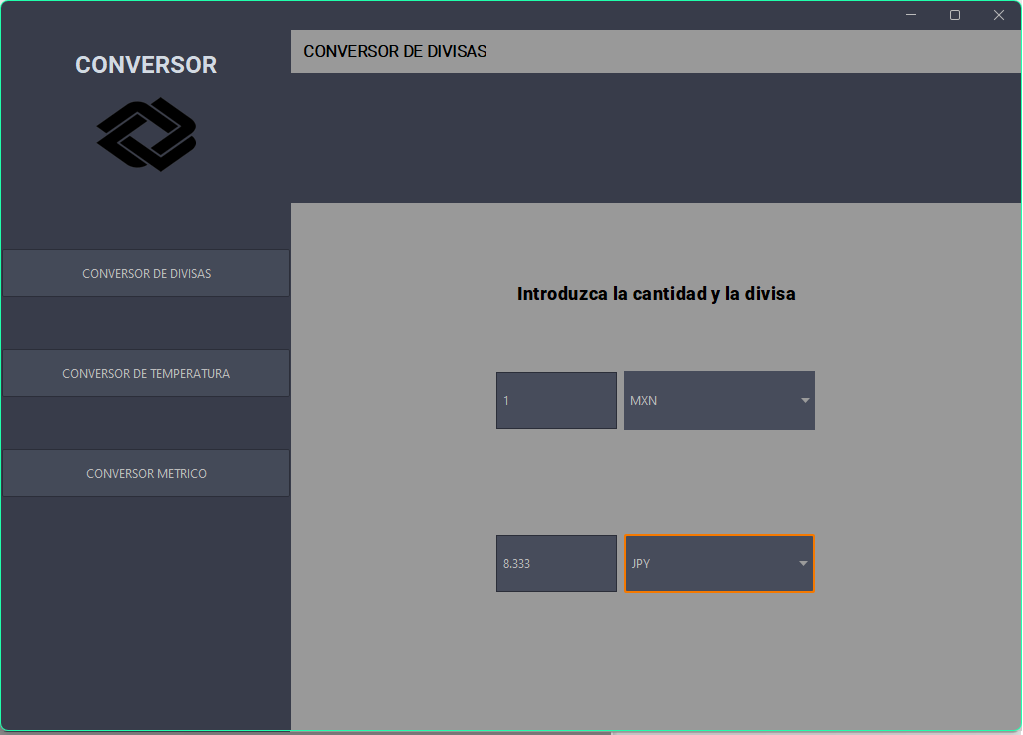 CONVERSOR
CONVERSOR DE DIVISAS
CONVERSOR DE TEMPERATURA
CONVERSOR METRICO
CONVERSOR DE DIVISAS
Introduzca la cantidad y la divisa
1 MXN
8.333 JPY